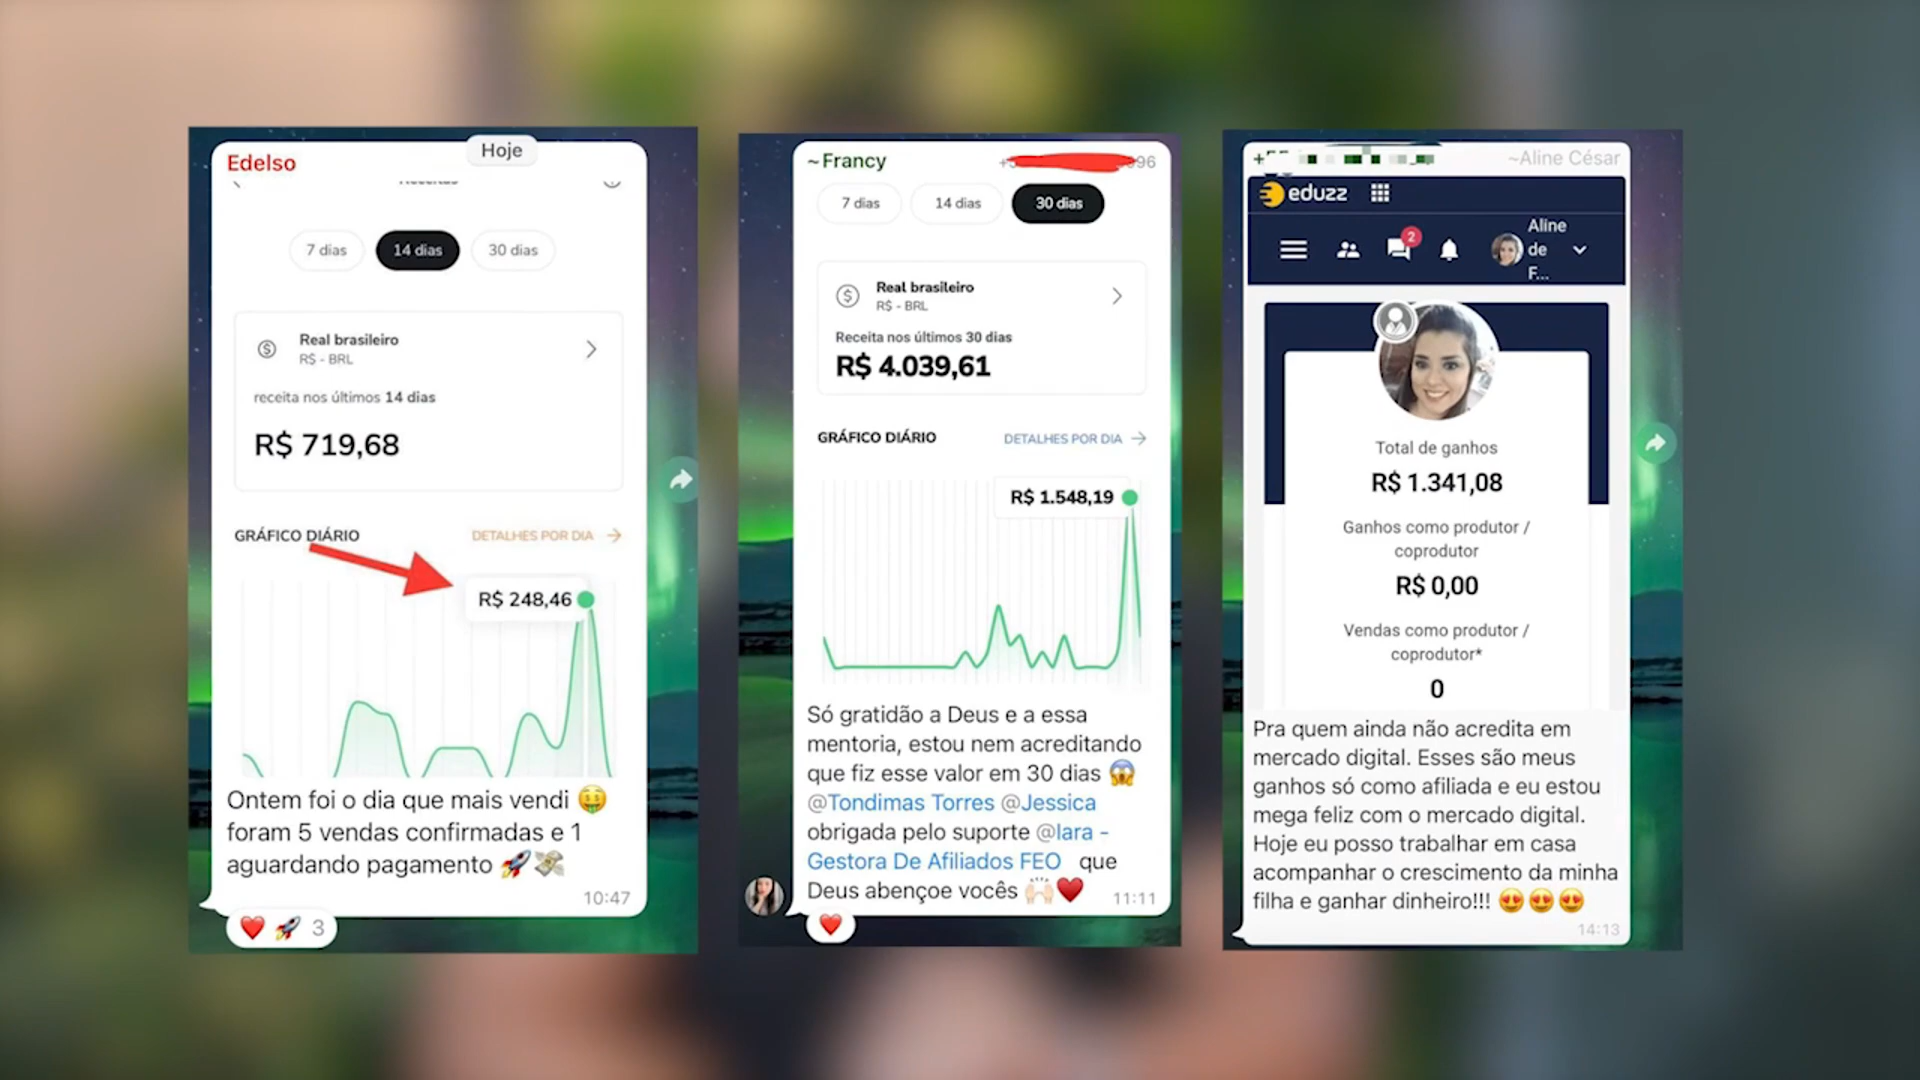 Hoje
Edelso
7 dias
14 dias
30 dias
Real brasileiro
R$ - BRL
receita nos últimos 14 dias
R$ 719,68
GRÁFICO DIÁRIO
DETALHES POR DIA
R$ 248,46
Ontem foi o dia que mais vendi 🤑
foram 5 vendas confirmadas e 1
aguardando pagamento 🚀💸
10:47
❤️ 🚀 3
~Francy
96
7 dias
14 dias
30 dias
Real brasileiro
R$ - BRL
Receita nos últimos 30 dias
R$ 4.039,61
GRÁFICO DIÁRIO
DETALHES POR DIA
R$ 1.548,19
Só gratidão a Deus e a essa
mentoria, estou nem acreditando
que fiz esse valor em 30 dias 😱
@Tondimas Torres @Jessica
obrigada pelo suporte @Iara -
Gestora De Afiliados FEO que
Deus abençoe vocês 🙌🏻❤️
11:11
~Aline César
eduzz
2
Aline
de
F...
Total de ganhos
R$ 1.341,08
Ganhos como produtor /
coprodutor
R$ 0,00
Vendas como produtor /
coprodutor*
0
Pra quem ainda não acredita em
mercado digital. Esses são meus
ganhos só como afiliada e eu estou
mega feliz com o mercado digital.
Hoje eu posso trabalhar em casa
acompanhar o crescimento da minha
filha e ganhar dinheiro!!! 😍😍😍
14:13